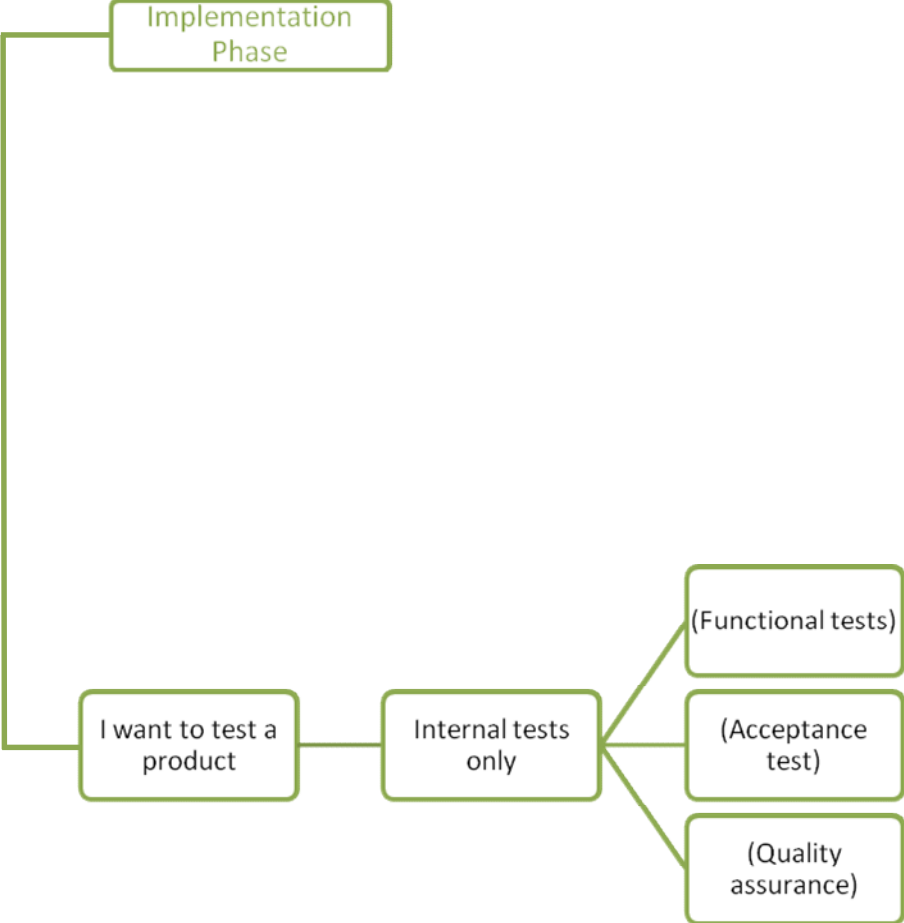 Implementation
Phase
(Functional tests)
I want to test a
product
Internal tests
only
(Acceptance
test)
(Quality
assurance)